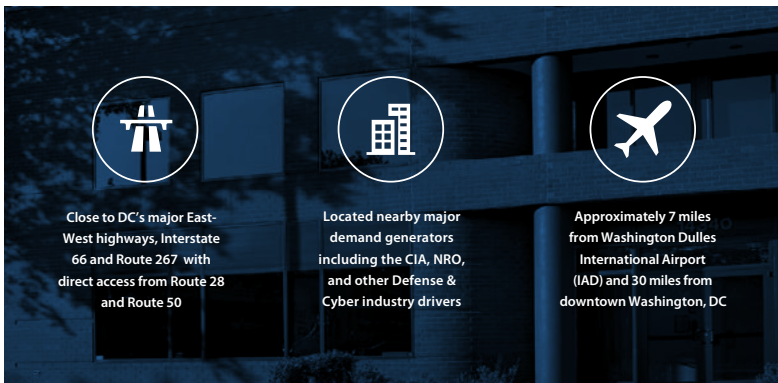 Close to DC's major East-
West highways, Interstate
66 and Route 267 with
direct access from Route 28
and Route 50
Located nearby major
demand generators
including the CIA, NRO,
and other Defense &
Cyber industry drivers
Approximately 7 miles
from Washington Dulles
International Airport
(IAD) and 30 miles from
downtown Washington, DC